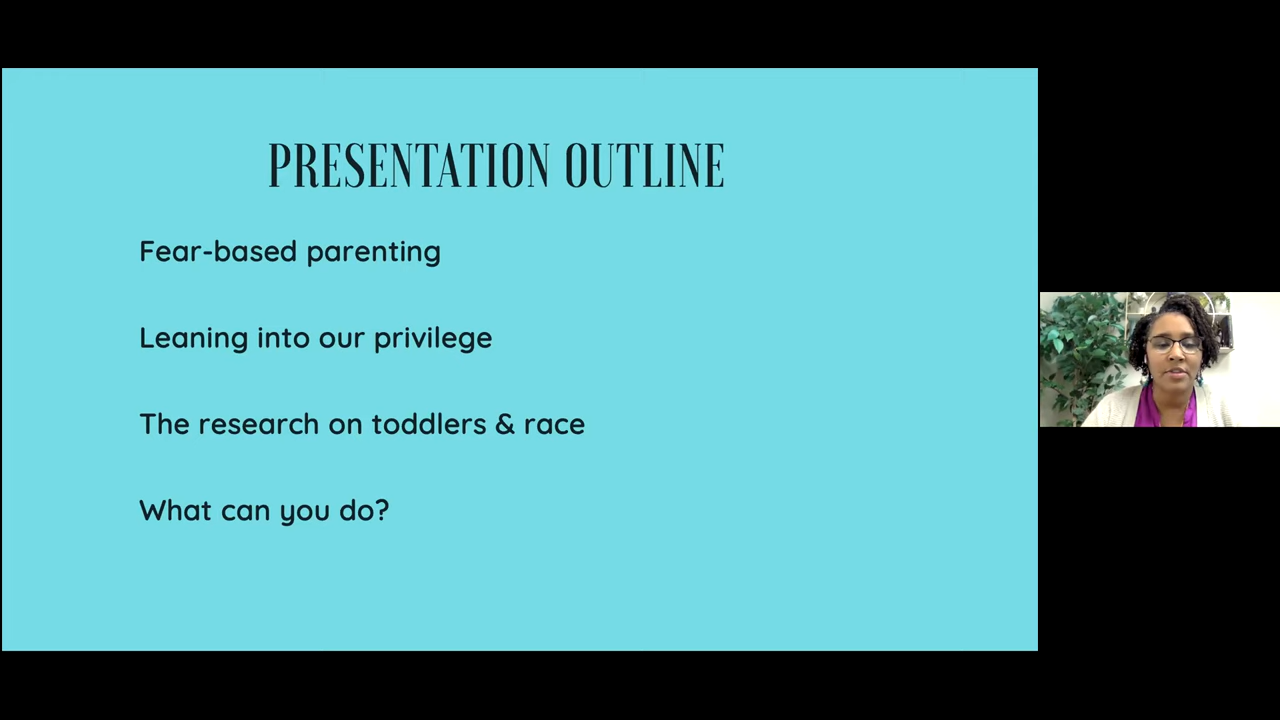 PRESENTATION OUTLINE
Fear-based parenting
Leaning into our privilege
The research on toddlers & race
What can you do?